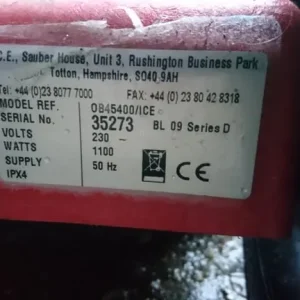 C.E., Sauber House, Unit 3, Rushington Business Park
Totton, Hampshire, SO40 9AH
Tel: +44 (0)23 8077 7000 FAX: +44 (0) 23 80 42 8318
MODEL REF. OB45400/ICE
SERIAL No. 35273 BL 09 Series D
VOLTS 230 ~
WATTS 1100
SUPPLY 50 Hz
IPX4
CE